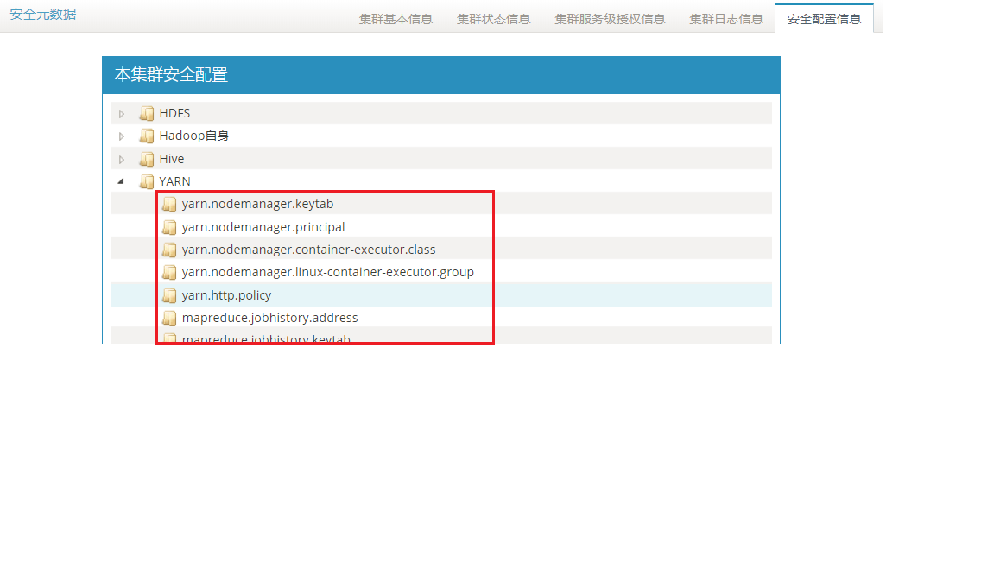 安全元数据
集群基本信息 集群状态信息 集群服务级授权信息 集群日志信息 安全配置信息
本集群安全配置
HDFS
Hadoop自身
Hive
YARN
yarn.nodemanager.keytab
yarn.nodemanager.principal
yarn.nodemanager.container-executor.class
yarn.nodemanager.linux-container-executor.group
yarn.http.policy
mapreduce.jobhistory.address
mapreduce.jobhistory.keytab